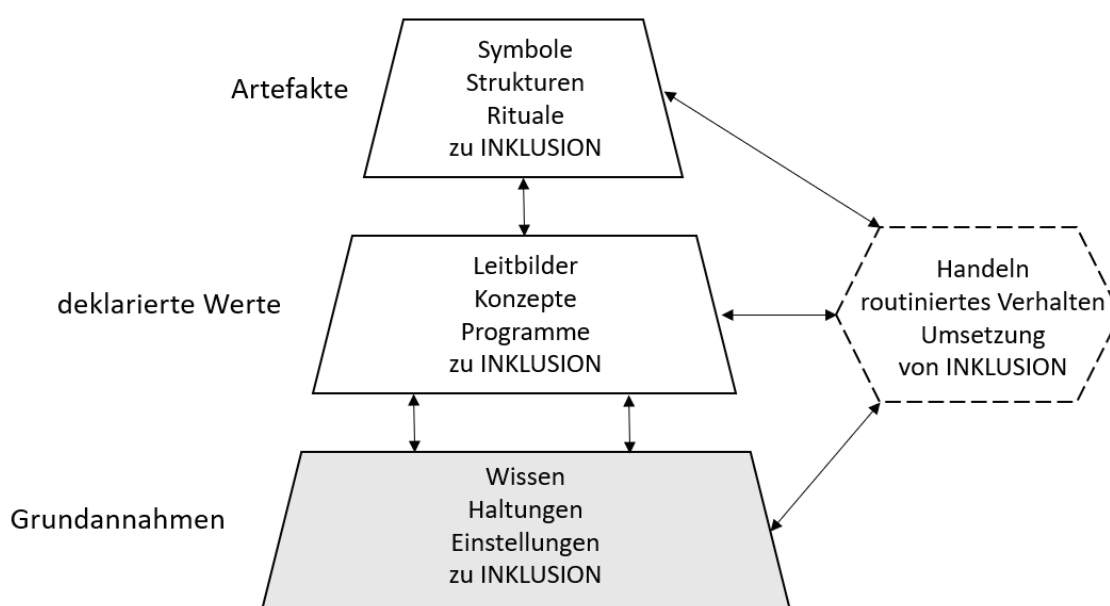 Artefakte
Symbole
Strukturen
Rituale
zu INKLUSION
deklarierte Werte
Leitbilder
Konzepte
Programme
zu INKLUSION
Handeln
routiniertes Verhalten
Umsetzung
von INKLUSION
Grundannahmen
Wissen
Haltungen
Einstellungen
zu INKLUSION